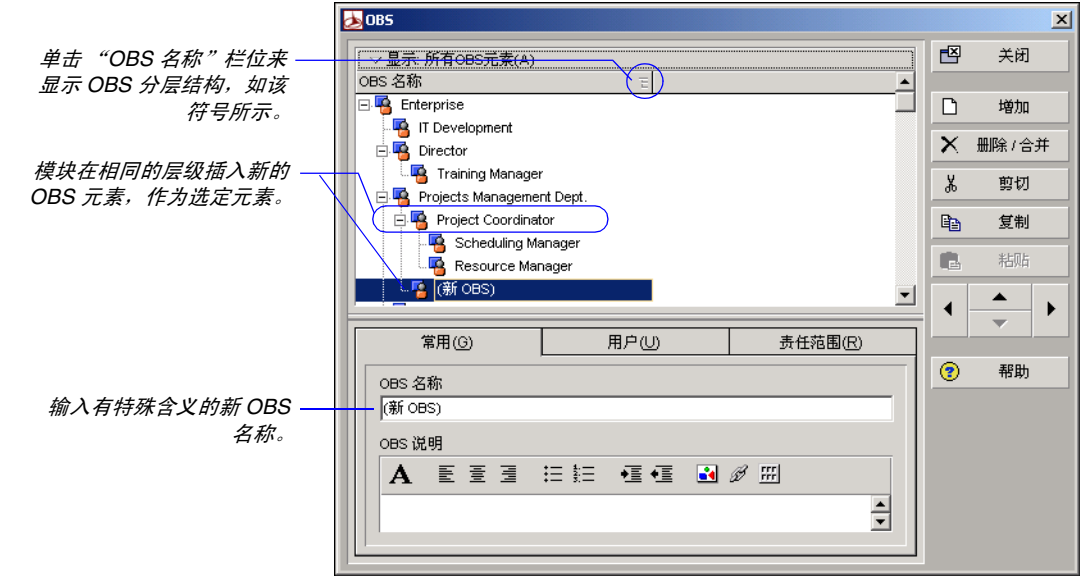 OBS
单击 “OBS 名称”栏位来
显示 OBS 分层结构，如该
符号所示。
模块在相同的层级插入新的
OBS 元素，作为选定元素。
输入有特殊含义的新 OBS
名称。
显示: 所有OBS元素(A)
OBS 名称
Enterprise
IT Development
Director
Training Manager
Projects Management Dept.
Project Coordinator
Scheduling Manager
Resource Manager
(新 OBS)
常用(G) 用户(U) 责任范围(R)
OBS 名称
(新 OBS)
OBS 说明
关闭
增加
删除 / 合并
剪切
复制
粘贴
帮助